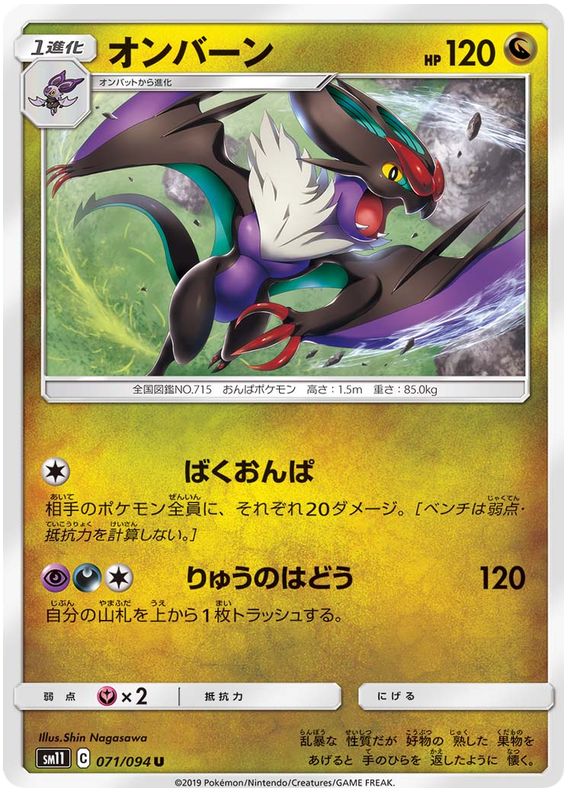 1進化
オンバーン
HP 120
オンバットから進化
全国図鑑NO.715 おんぱポケモン 高さ：1.5m 重さ：85.0kg
ばくおんぱ
相手のポケモン全員に、それぞれ20ダメージ。［ベンチは弱点・
抵抗力を計算しない。］
りゅうのはどう 120
自分の山札を上から1枚トラッシュする。
弱点 ×2 抵抗力 にげる
Illus.Shin Nagasawa
SM11 C 071/094 U
乱暴な 性質だが 好物の 熟した 果物を
あげると 手のひらを 返したように 懐く。
©2019 Pokémon/Nintendo/Creatures/GAME FREAK.